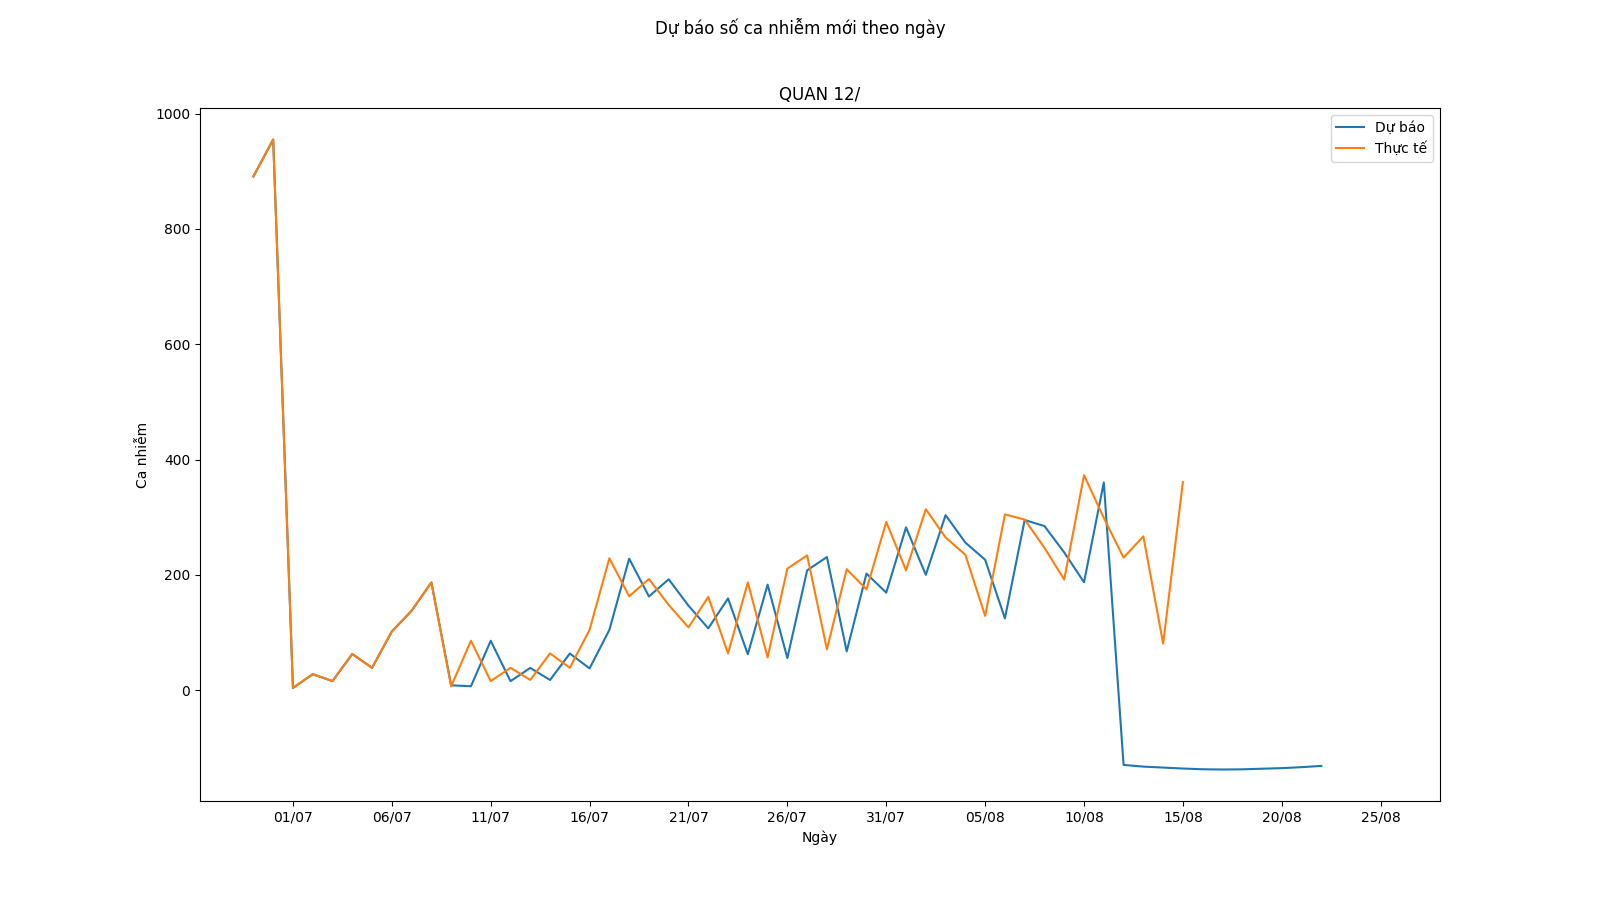 Dự báo số ca nhiễm mới theo ngày
QUAN 12/
1000
800
600
400
200
0
Ca nhiễm
Dự báo
Thực tế
01/07 06/07 11/07 16/07 21/07 26/07 31/07 05/08 10/08 15/08 20/08 25/08
Ngày